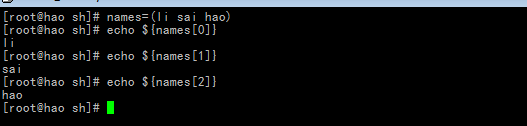 [root@hao sh]# names=(li sai hao)
[root@hao sh]# echo ${names[0]}
li
[root@hao sh]# echo ${names[1]}
sai
[root@hao sh]# echo ${names[2]}
hao
[root@hao sh]#